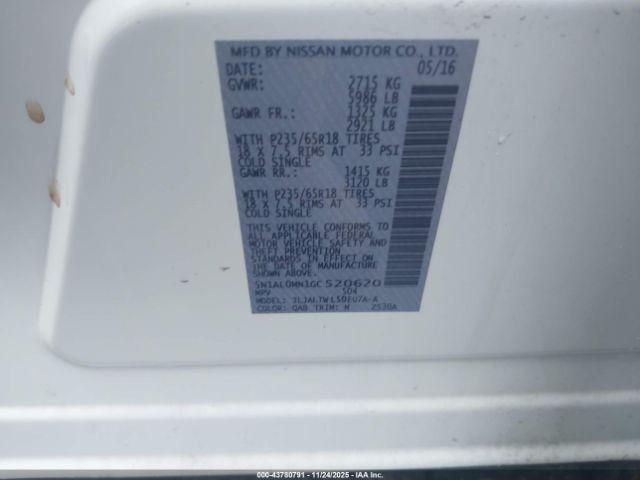 MFD BY NISSAN MOTOR CO., LTD.
DATE: 05/16
GVWR: 2715 KG
5986 LB
GAWR FR.: 1325 KG
2921 LB
WITH P235/65R18 TIRES
18 X 7.5 RIMS AT 33 PSI
COLD SINGLE
GAWR RR.: 1415 KG
3120 LB
WITH P235/65R18 TIRES
18 X 7.5 RIMS AT 33 PSI
COLD SINGLE
THIS VEHICLE CONFORMS TO
ALL APPLICABLE FEDERAL
MOTOR VEHICLE SAFETY AND
THEFT PREVENTION
STANDARDS IN EFFECT ON
THE DATE OF MANUFACTURE
SHOWN ABOVE.
5N1AL0MN1GC520620
MPV 504
MODEL: JLJALTWL50EU7A-A
COLOR: QAB TRIM: N 2530A
000-43780791 - 11/24/2025 - IAA Inc.